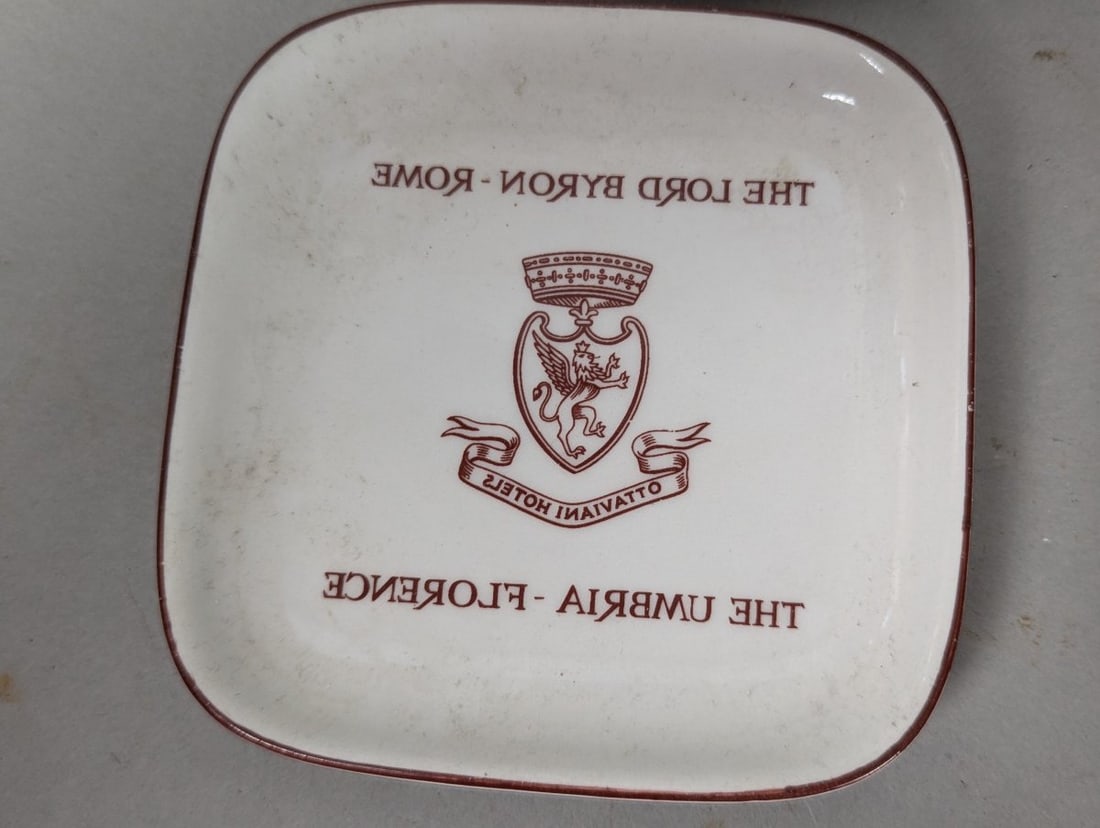 THE LORD BYRON - ROME
OTTAVIANI HOTELS
THE UMBRIA - FLORENCE